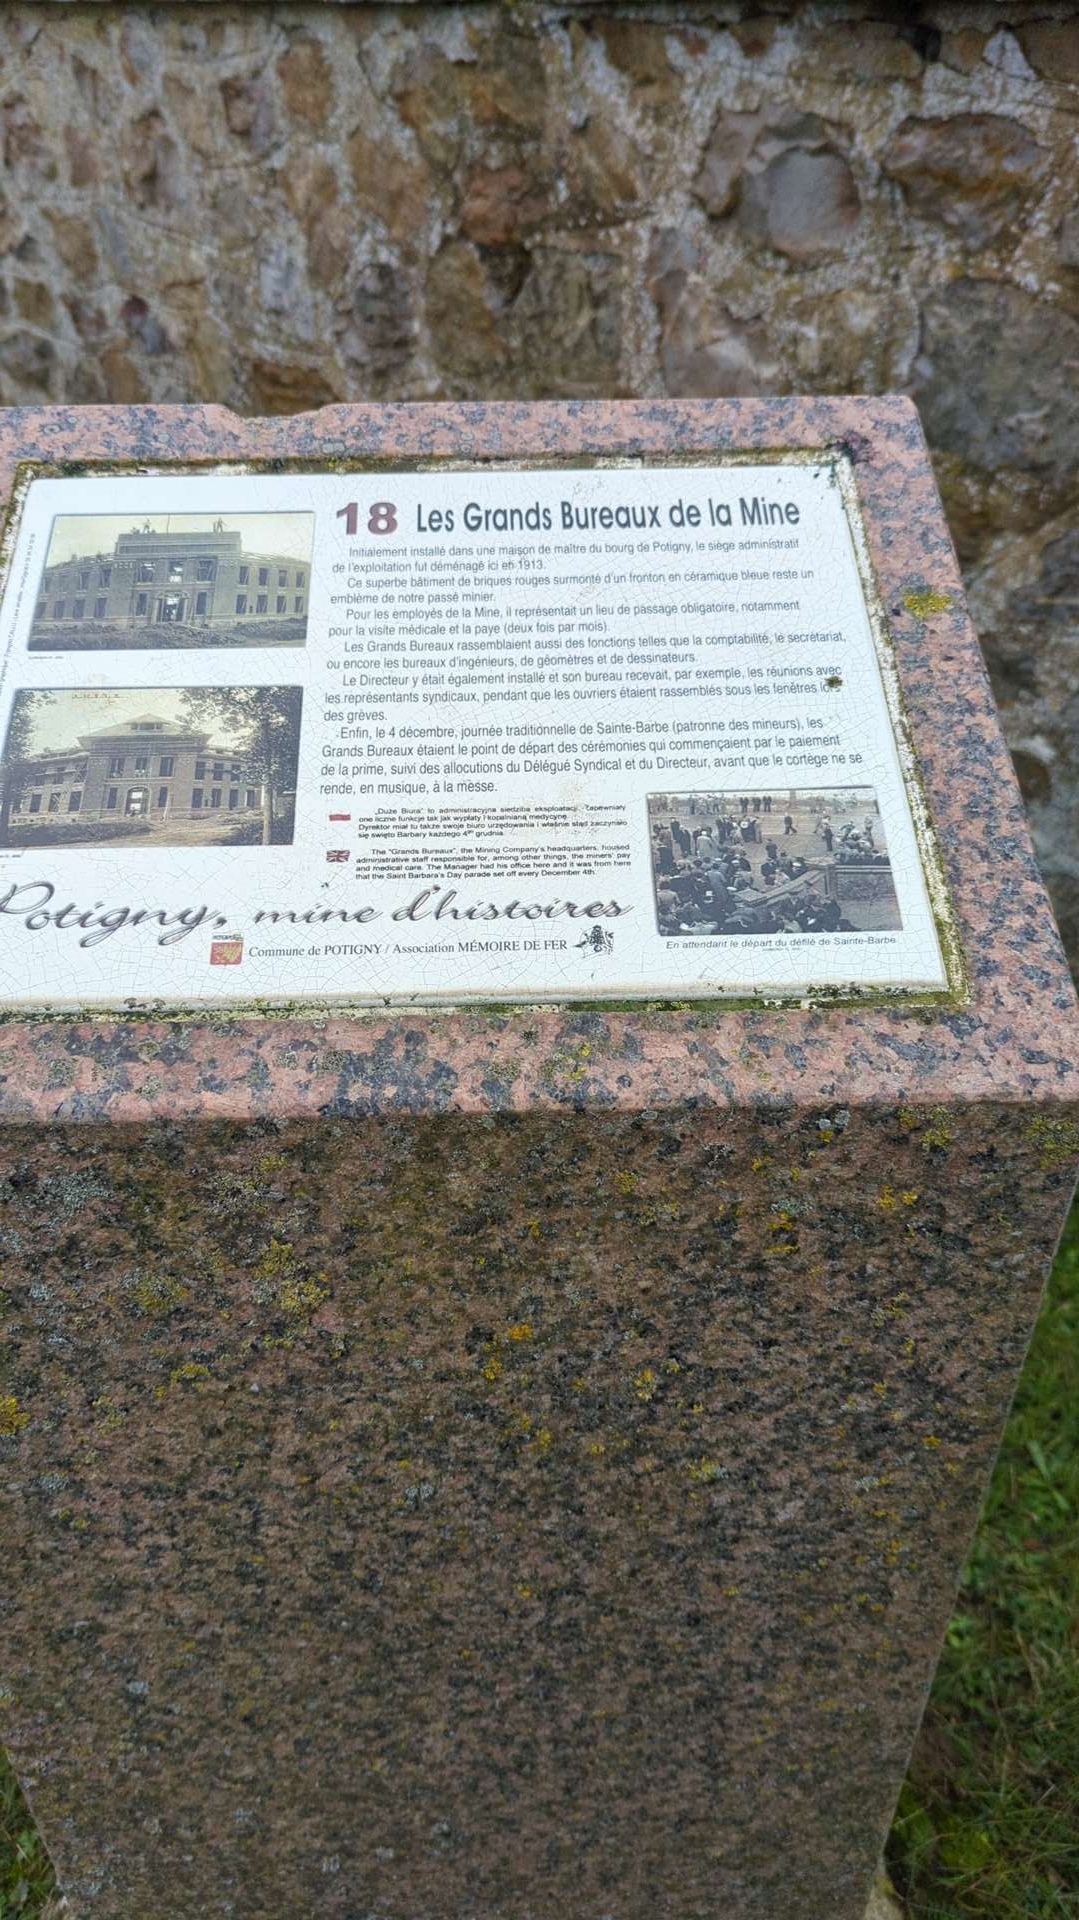 18 Les Grands Bureaux de la Mine
Initialement installé dans une maison de maître du bourg de Potigny, le siège administratif
de l'exploitation fut déménagé ici en 1913.
Ce superbe bâtiment de briques rouges surmonté d'un fronton en céramique bleue reste un
emblème de notre passé minier.
Pour les employés de la Mine, il représentait un lieu de passage obligatoire, notamment
pour la visite médicale et la paye (deux fois par mois).
Les Grands Bureaux rassemblaient aussi des fonctions telles que la comptabilité, le secrétariat,
ou encore les bureaux d'ingénieurs, de géomètres et de dessinateurs.
Le Directeur y était également installé et son bureau recevait, par exemple, les réunions avec
les représentants syndicaux, pendant que les ouvriers étaient rassemblés sous les fenêtres lors
des grèves.
Enfin, le 4 décembre, journée traditionnelle de Sainte-Barbe (patronne des mineurs), les
Grands Bureaux étaient le point de départ des cérémonies qui commençaient par le paiement
de la prime, suivi des allocutions du Délégué Syndical et du Directeur, avant que le cortège ne se
rende, en musique, à la messe.
„Duże Biura" to administracyjna siedziba eksploatacji. Zapewniały
one liczne funkcje tak jak wypłaty i kopalnianą medycynę.
Dyrektor miał tu także swoje biuro urzędowania i właśnie stąd zaczynało
się święto Barbary każdego 4go grudnia.
The "Grands Bureaux", the Mining Company's headquarters, housed
administrative staff responsible for, among other things, the miners' pay
and medical care. The Manager had his office here and it was from here
that the Saint Barbara's Day parade set off every December 4th.
Potigny, mine d'histoires
Commune de POTIGNY / Association MÉMOIRE DE FER
En attendant le départ du défilé de Sainte-Barbe